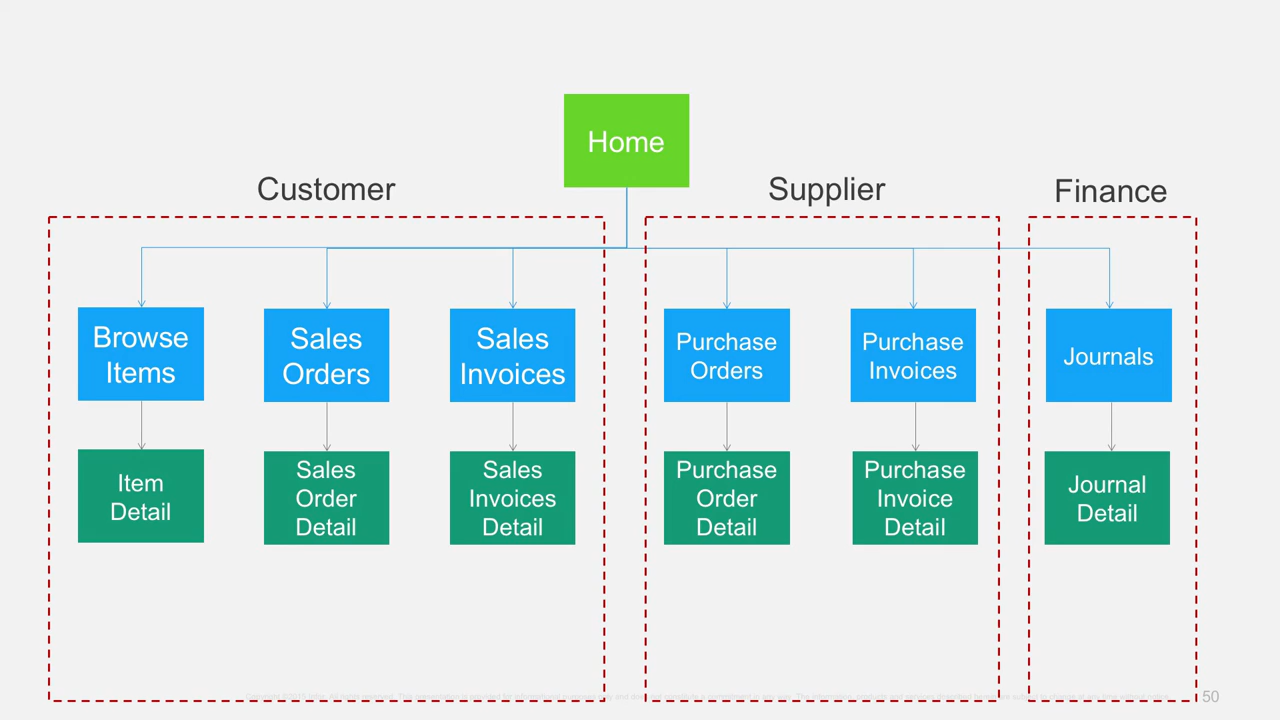 Home
Customer
Supplier
Finance
Browse
Items
Sales
Orders
Sales
Invoices
Purchase
Orders
Purchase
Invoices
Journals
Item
Detail
Sales
Order
Detail
Sales
Invoices
Detail
Purchase
Order
Detail
Purchase
Invoice
Detail
Journal
Detail
50